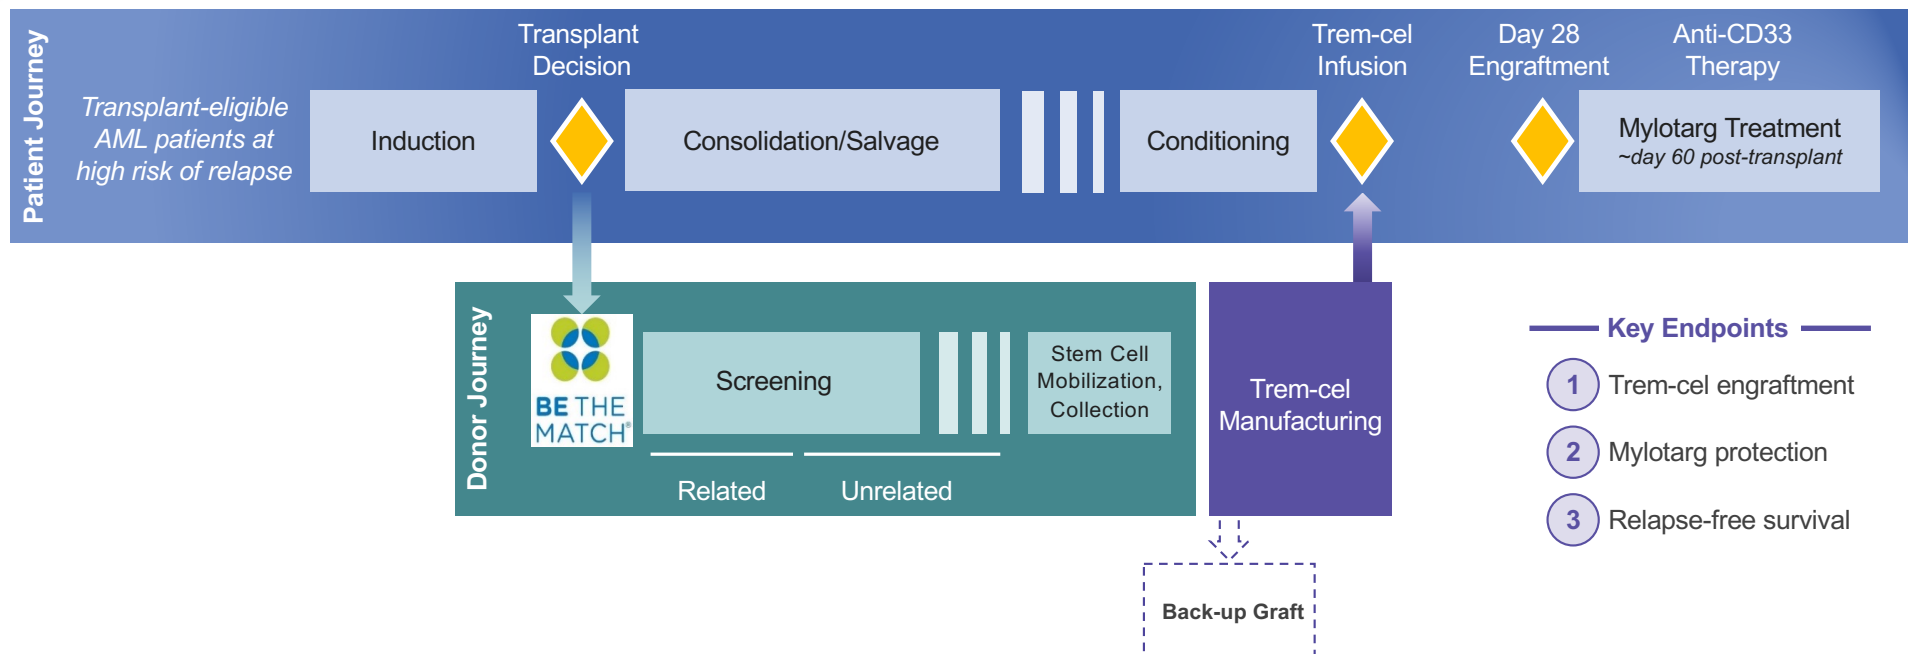 Patient Journey
Transplant-eligible
AML patients at
high risk of relapse
Induction
Transplant
Decision
Consolidation/Salvage
Conditioning
Trem-cel
Infusion
Day 28
Engraftment
Anti-CD33
Therapy
Mylotarg Treatment
~day 60 post-transplant
Donor Journey
BE THE
MATCH®
Screening
Related
Unrelated
Stem Cell
Mobilization,
Collection
Trem-cel
Manufacturing
Back-up Graft
Key Endpoints
1 Trem-cel engraftment
2 Mylotarg protection
3 Relapse-free survival